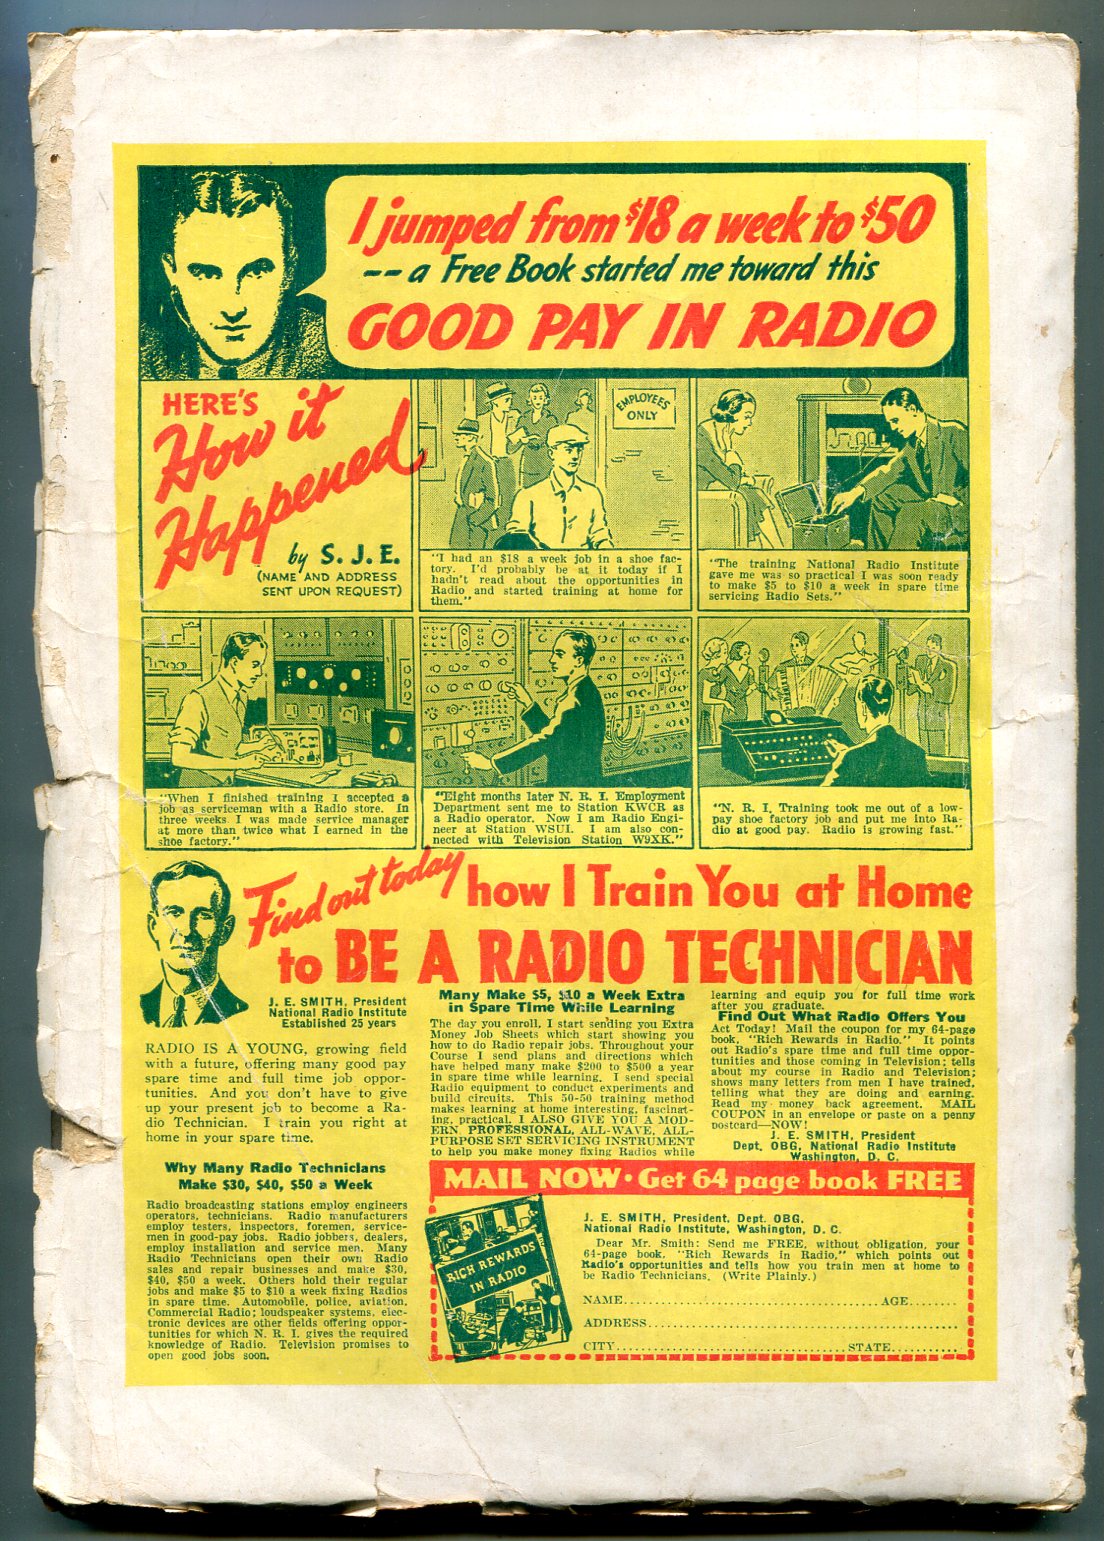 I jumped from $18 a week to $50
-- a Free Book started me toward this
GOOD PAY IN RADIO
HERE'S
How it
Happened
by S. J. E.
(NAME AND ADDRESS
SENT UPON REQUEST)
EMPLOYEES
ONLY
"I had an $18 a week job in a shoe fac-
tory. I'd probably be at it today if I
hadn't read about the opportunities in
Radio and started training at home for
them."
"The training National Radio Institute
gave me was so practical I was soon ready
to make $5 to $10 a week in spare time
servicing Radio Sets."
"When I finished training I accepted a
job as serviceman with a Radio store. In
three weeks I was made service manager
at more than twice what I earned in the
shoe factory."
"Eight months later N. R. I. Employment
Department sent me to Station KWCR as
a Radio operator. Now I am Radio Engi-
neer at Station WSUI. I am also con-
nected with Television Station W9XK."
"N. R. I. Training took me out of a low-
pay shoe factory job and put me into Ra-
dio at good pay. Radio is growing fast."
Find out today how I Train You at Home
to BE A RADIO TECHNICIAN
J. E. SMITH, President
National Radio Institute
Established 25 years
RADIO IS A YOUNG, growing field
with a future, offering many good pay
spare time and full time job oppor-
tunities. And you don't have to give
up your present job to become a Ra-
dio Technician. I train you right at
home in your spare time.
Why Many Radio Technicians
Make $30, $40, $50 a Week
Radio broadcasting stations employ engineers
operators, technicians. Radio manufacturers
employ testers, inspectors, foremen, service-
men in good-pay jobs. Radio jobbers, dealers,
employ installation and service men. Many
Radio Technicians open their own Radio
sales and repair businesses and make $30,
$40, $50 a week. Others hold their regular
jobs and make $5 to $10 a week fixing Radios
in spare time. Automobile, police, aviation,
Commercial Radio; loudspeaker systems, elec-
tronic devices are other fields offering oppor-
tunities for which N. R. I. gives the required
knowledge of Radio. Television promises to
open good jobs soon.
Many Make $5, $10 a Week Extra
in Spare Time While Learning
The day you enroll, I start sending you Extra
Money Job Sheets which start showing you
how to do Radio repair jobs. Throughout your
Course I send plans and directions which
have helped many make $200 to $500 a year
in spare time while learning. I send special
Radio equipment to conduct experiments and
build circuits. This 50-50 training method
makes learning at home interesting, fascinat-
ing, practical. I ALSO GIVE YOU A MOD-
ERN PROFESSIONAL, ALL-WAVE, ALL-
PURPOSE SET SERVICING INSTRUMENT
to help you make money fixing Radios while
learning and equip you for full time work
after you graduate.
Find Out What Radio Offers You
Act Today! Mail the coupon for my 64-page
book, "Rich Rewards in Radio." It points
out Radio's spare time and full time oppor-
tunities and those coming in Television; tells
about my course in Radio and Television;
shows many letters from men I have trained,
telling what they are doing and earning.
Read my money back agreement. MAIL
COUPON in an envelope or paste on a penny
postcard—NOW!
J. E. SMITH, President
Dept. OBG, National Radio Institute
Washington, D. C.
MAIL NOW • Get 64 page book FREE
RICH REWARDS
IN RADIO
J. E. SMITH, President, Dept. OBG,
National Radio Institute, Washington, D. C.
Dear Mr. Smith: Send me FREE, without obligation, your
64-page book, "Rich Rewards in Radio," which points out
Radio's opportunities and tells how you train men at home to
be Radio Technicians. (Write Plainly.)
NAME................................................AGE........
ADDRESS............................................................
CITY............................................STATE...........